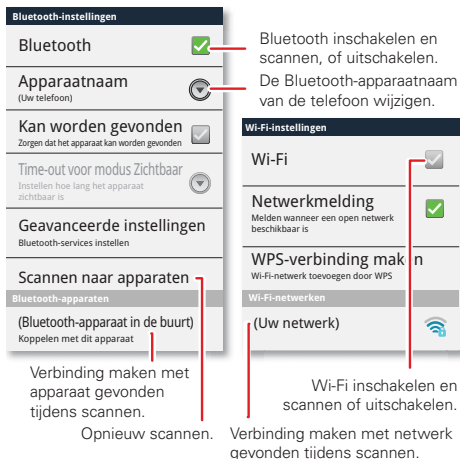 Bluetooth-instellingen
Bluetooth
Apparaatnaam
(Uw telefoon)
Kan worden gevonden
Zorgen dat het apparaat kan worden gevonden
Time-out voor modus Zichtbaar
Instellen hoe lang het apparaat
zichtbaar is
Geavanceerde instellingen
Bluetooth-services instellen
Scannen naar apparaten
Bluetooth-apparaten
(Bluetooth-apparaat in de buurt)
Koppelen met dit apparaat
Verbinding maken met
apparaat gevonden
tijdens scannen.
Opnieuw scannen.
Bluetooth inschakelen en
scannen, of uitschakelen.
De Bluetooth-apparaatnaam
van de telefoon wijzigen.
Wi-Fi-instellingen
Wi-Fi
Netwerkmelding
Melden wanneer een open netwerk
beschikbaar is
WPS-verbinding maken
Wi-Fi-netwerk toevoegen door WPS
Wi-Fi-netwerken
(Uw netwerk)
Wi-Fi inschakelen en
scannen of uitschakelen.
Verbinding maken met netwerk
gevonden tijdens scannen.